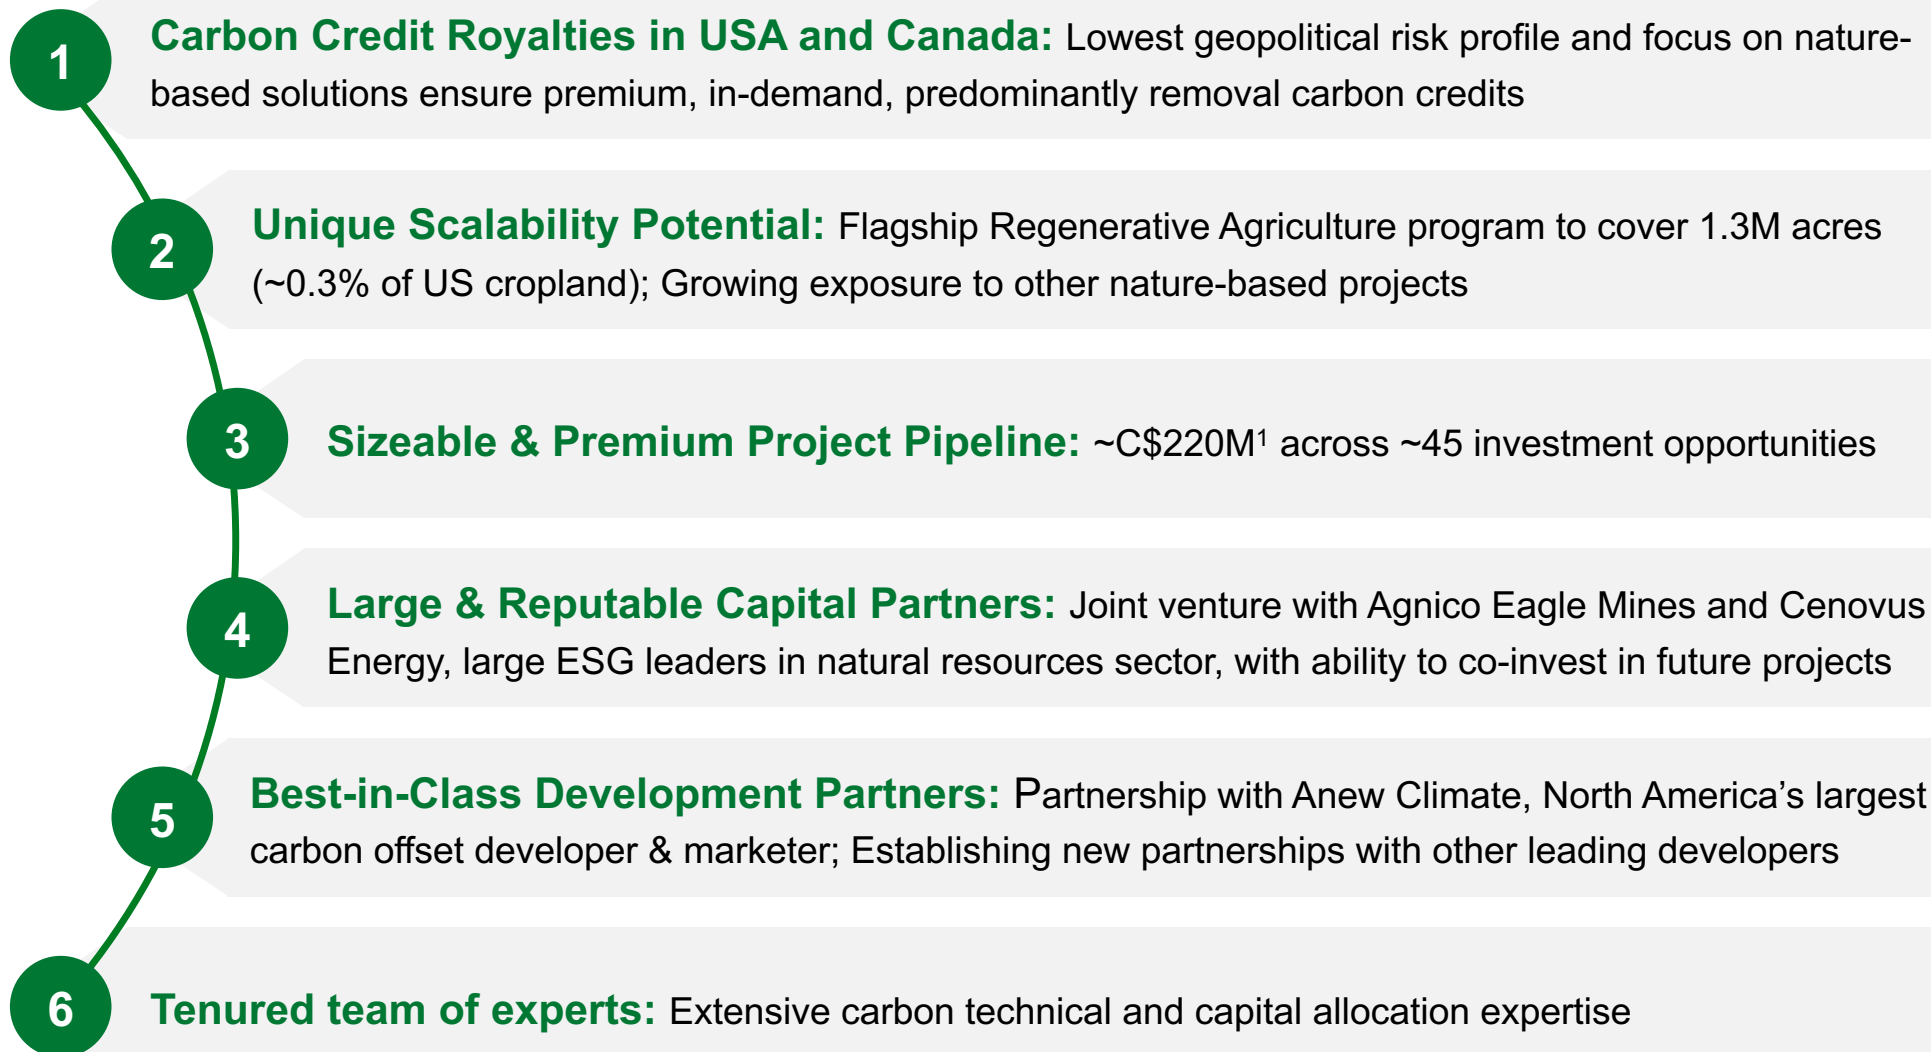 1
Carbon Credit Royalties in USA and Canada: Lowest geopolitical risk profile and focus on nature-
based solutions ensure premium, in-demand, predominantly removal carbon credits
2
Unique Scalability Potential: Flagship Regenerative Agriculture program to cover 1.3M acres
(~0.3% of US cropland); Growing exposure to other nature-based projects
3
Sizeable & Premium Project Pipeline: ~C$220M¹ across ~45 investment opportunities
4
Large & Reputable Capital Partners: Joint venture with Agnico Eagle Mines and Cenovus
Energy, large ESG leaders in natural resources sector, with ability to co-invest in future projects
5
Best-in-Class Development Partners: Partnership with Anew Climate, North America’s largest
carbon offset developer & marketer; Establishing new partnerships with other leading developers
6
Tenured team of experts: Extensive carbon technical and capital allocation expertise